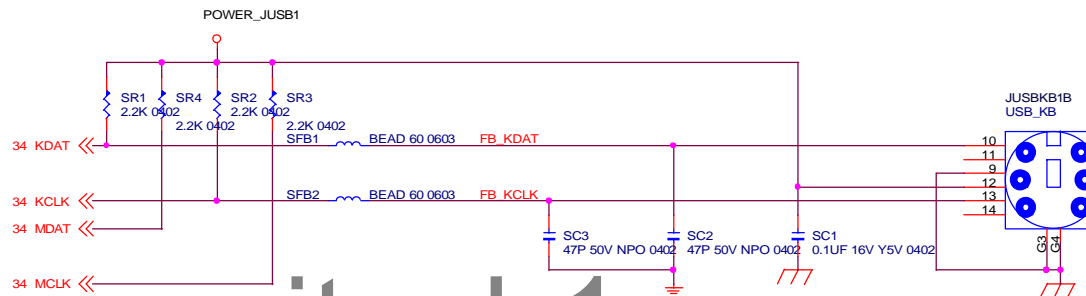 POWER_JUSB1
JUSBKB1B
USB_KB
SR1
2.2K 0402
SR4
2.2K 0402
SR2
2.2K 0402
SR3
2.2K 0402
34 KDAT
SFB1
BEAD 60 0603
FB_KDAT
10
11
9
12
13
14
34 KCLK
SFB2
BEAD 60 0603
FB_KCLK
34 MDAT
SC3
47P 50V NPO 0402
SC2
47P 50V NPO 0402
SC1
0.1UF 16V Y5V 0402
G3
G4
34 MCLK